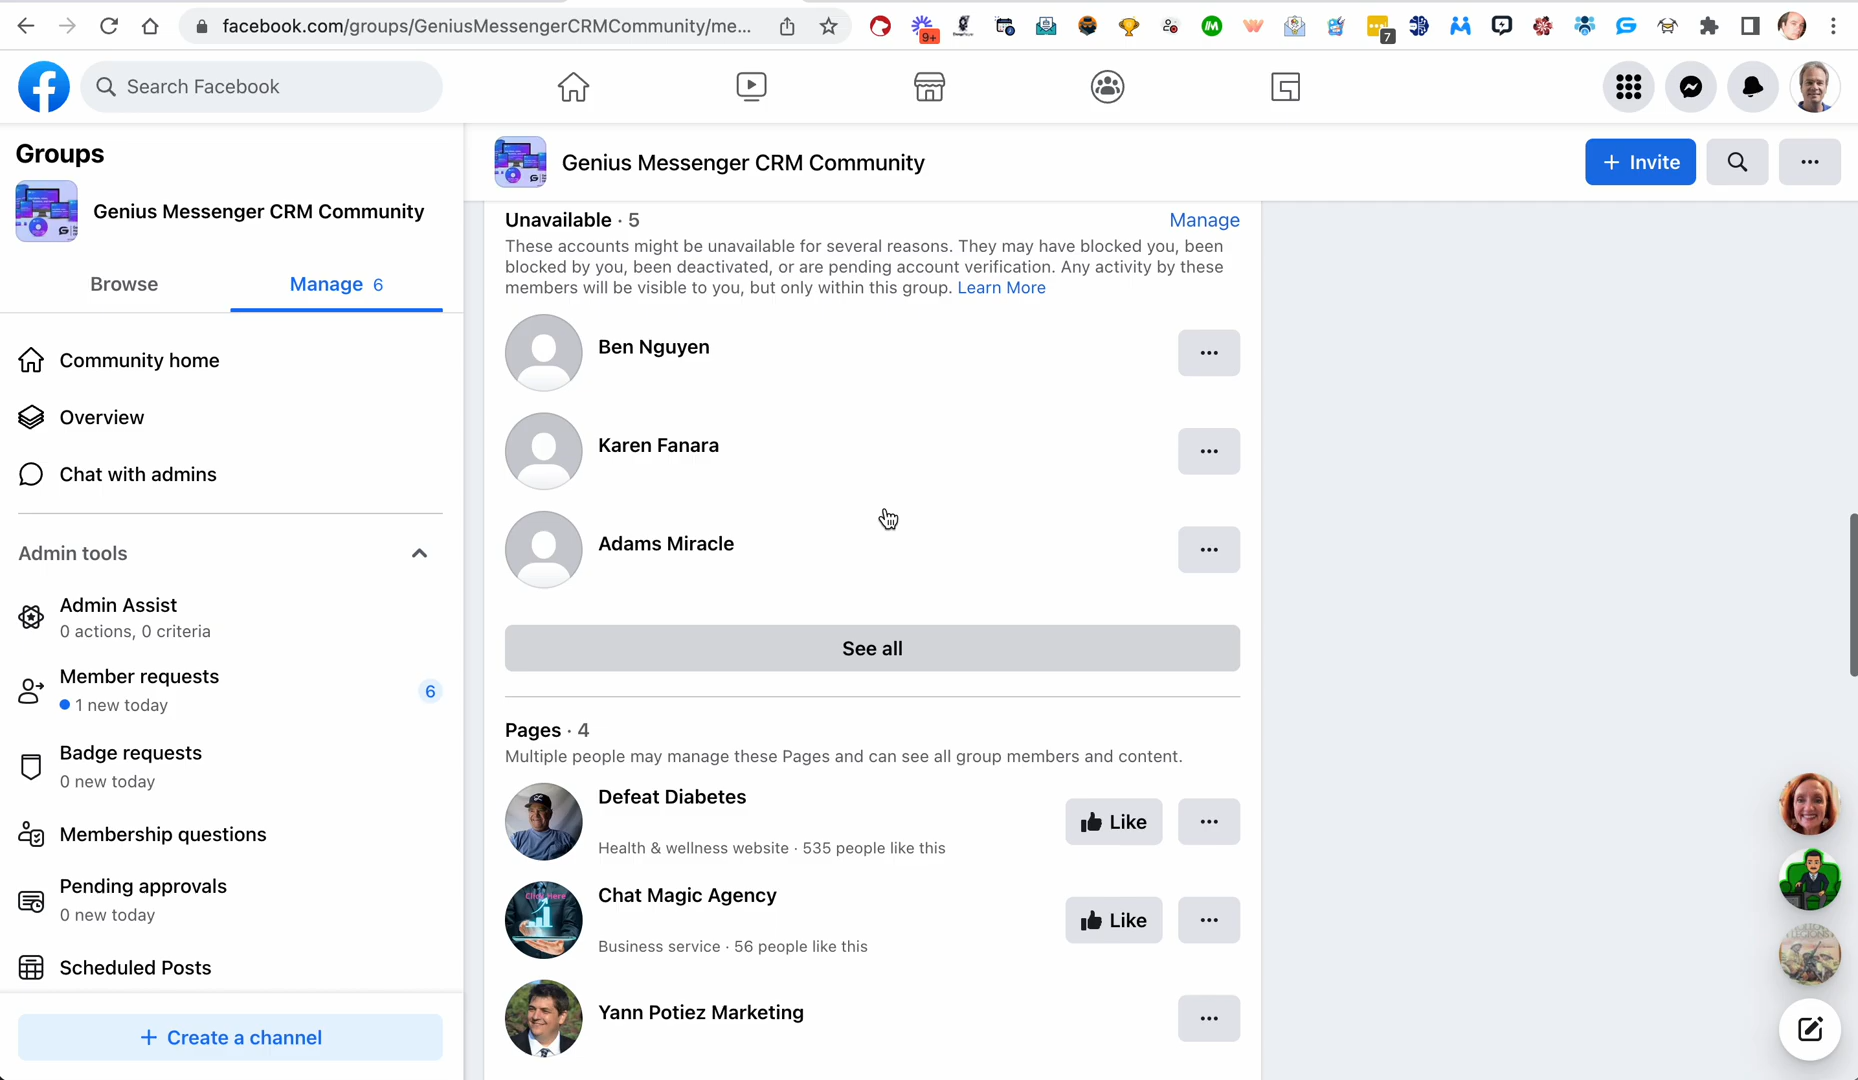 facebook.com/groups/GeniusMessengerCRMCommunity/me...
9+
7
Search Facebook
Groups
Genius Messenger CRM Community
Browse
Manage 6
Community home
Overview
Chat with admins
Admin tools
Admin Assist
0 actions, 0 criteria
Member requests
1 new today
6
Badge requests
0 new today
Membership questions
Pending approvals
0 new today
Scheduled Posts
+ Create a channel
Genius Messenger CRM Community
+ Invite
Unavailable · 5
Manage
These accounts might be unavailable for several reasons. They may have blocked you, been
blocked by you, been deactivated, or are pending account verification. Any activity by these
members will be visible to you, but only within this group. Learn More
Ben Nguyen
Karen Fanara
Adams Miracle
See all
Pages · 4
Multiple people may manage these Pages and can see all group members and content.
Defeat Diabetes
Health & wellness website · 535 people like this
Like
Chat Magic Agency
Business service · 56 people like this
Like
Yann Potiez Marketing